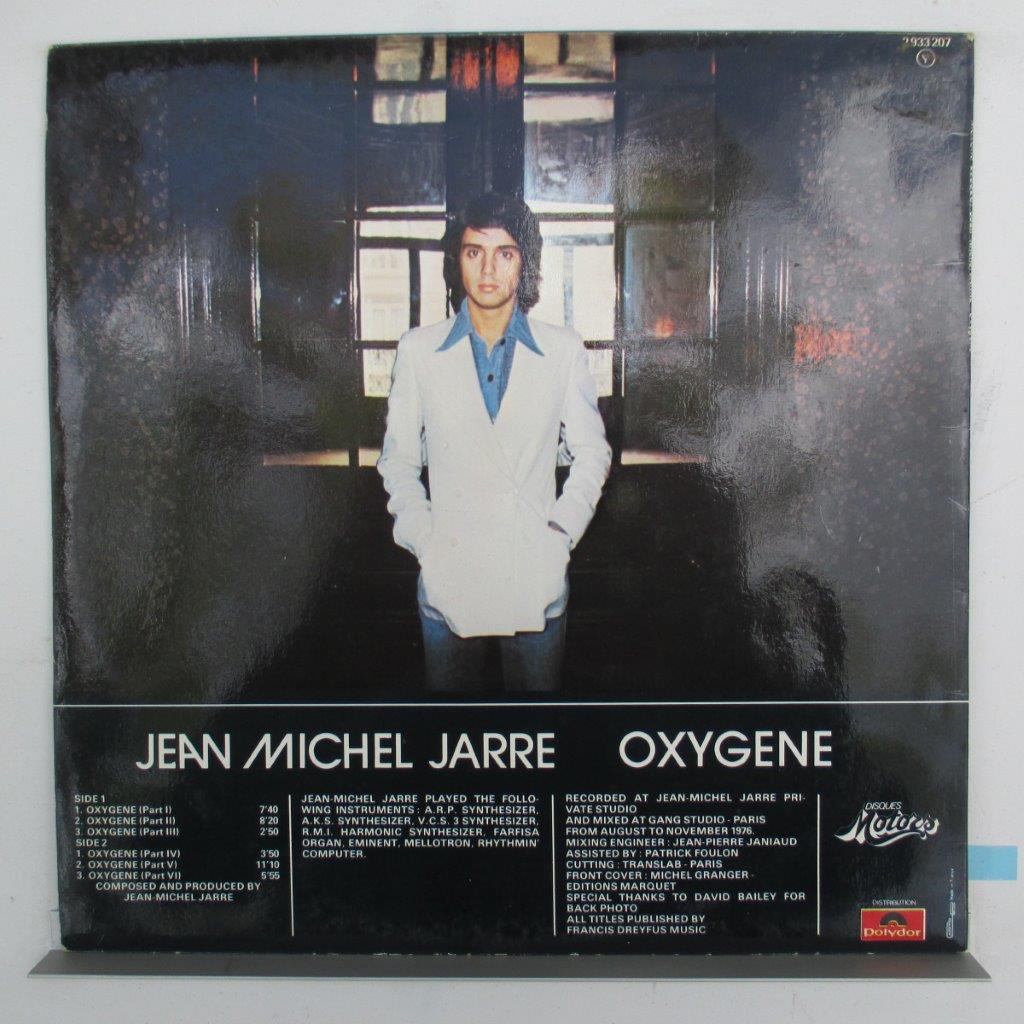 933 207
Y
JEAN MICHEL JARRE OXYGENE
SIDE 1
1. OXYGENE (Part I) 7'40
2. OXYGENE (Part II) 8'20
3. OXYGENE (Part III) 2'50
SIDE 2
1. OXYGENE (Part IV) 3'50
2. OXYGENE (Part V) 11'10
3. OXYGENE (Part VI) 5'55
COMPOSED AND PRODUCED BY
JEAN-MICHEL JARRE
JEAN-MICHEL JARRE PLAYED THE FOLLO-
WING INSTRUMENTS : A.R.P. SYNTHESIZER,
A.K.S. SYNTHESIZER, V.C.S. 3 SYNTHESIZER,
R.M.I. HARMONIC SYNTHESIZER, FARFISA
ORGAN, EMINENT, MELLOTRON, RHYTHMIN'
COMPUTER.
RECORDED AT JEAN-MICHEL JARRE PRI-
VATE STUDIO
AND MIXED AT GANG STUDIO - PARIS
FROM AUGUST TO NOVEMBER 1976.
MIXING ENGINEER : JEAN-PIERRE JANIAUD
ASSISTED BY : PATRICK FOULON
CUTTING : TRANSLAB - PARIS
FRONT COVER : MICHEL GRANGER -
EDITIONS MARQUET
SPECIAL THANKS TO DAVID BAILEY FOR
BACK PHOTO
ALL TITLES PUBLISHED BY
FRANCIS DREYFUS MUSIC
DISQUES
Motors
DISTRIBUTION
Polydor